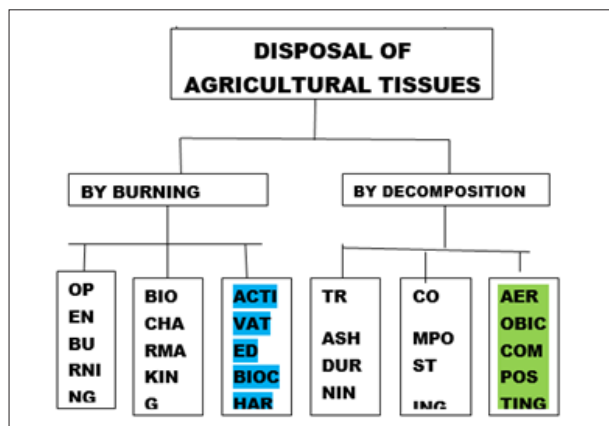 DISPOSAL OF
AGRICULTURAL TISSUES
BY BURNING
BY DECOMPOSITION
OP
EN
BU
RNI
NG
BIO
CHA
RMA
KIN
G
ACTI
VAT
ED
BIOC
HAR
TR
ASH
DUR
NIN
CO
MPO
ST
ING
AER
OBIC
COM
POS
TING